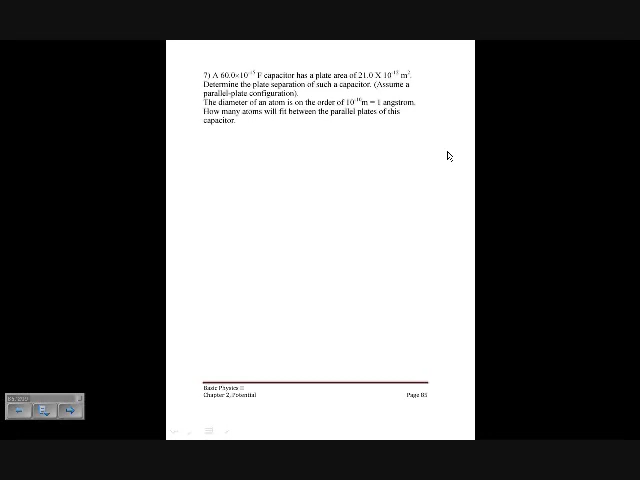 7) A 60.0×10⁻¹⁵ F capacitor has a plate area of 21.0 X 10⁻¹² m².
Determine the plate separation of such a capacitor. (Assume a
parallel-plate configuration).
The diameter of an atom is on the order of 10⁻¹⁰m = 1 angstrom.
How many atoms will fit between the parallel plates of this
capacitor.
Basic Physics II
Chapter 2, Potential Page 85